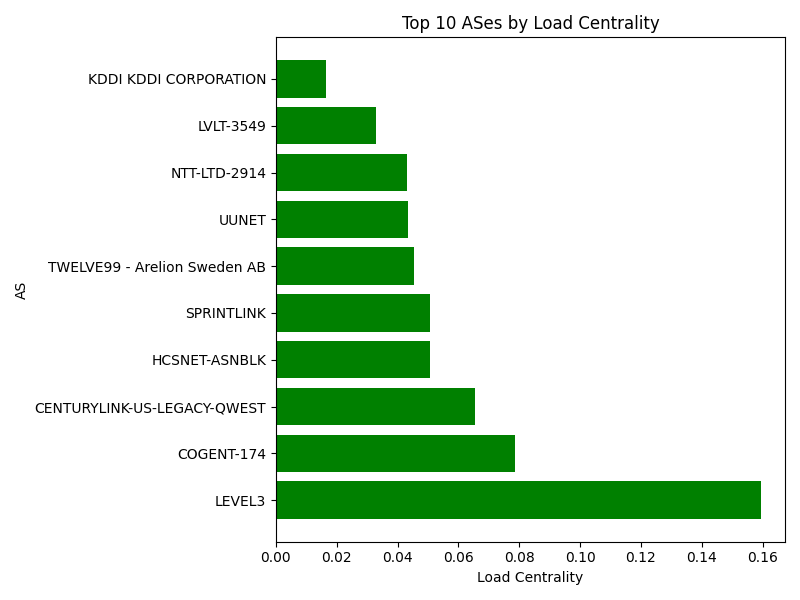 Top 10 ASes by Load Centrality
KDDI KDDI CORPORATION
LVLT-3549
NTT-LTD-2914
UUNET
TWELVE99 - Arelion Sweden AB
SPRINTLINK
HCSNET-ASNBLK
CENTURYLINK-US-LEGACY-QWEST
COGENT-174
LEVEL3
AS
0.00 0.02 0.04 0.06 0.08 0.10 0.12 0.14 0.16
Load Centrality